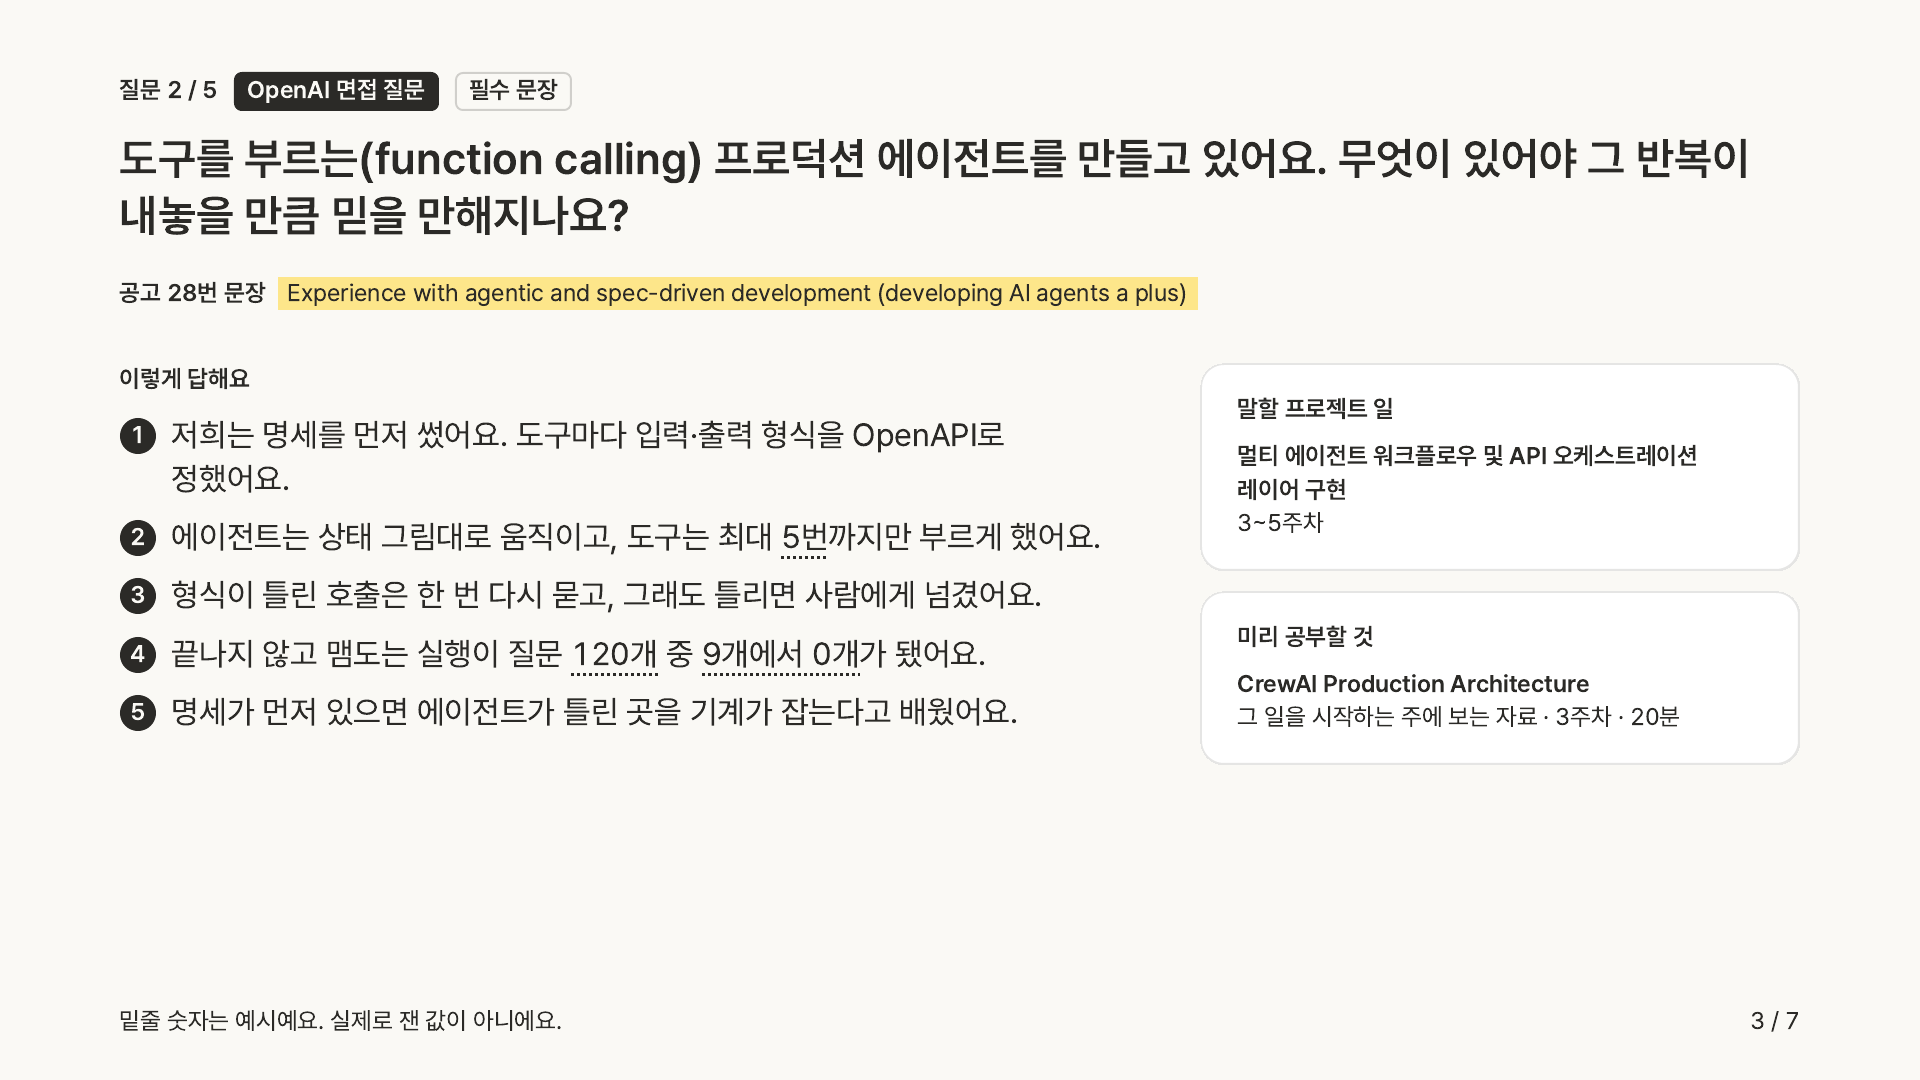 질문 2 / 5 OpenAI 면접 질문 필수 문장
도구를 부르는(function calling) 프로덕션 에이전트를 만들고 있어요. 무엇이 있어야 그 반복이
내놓을 만큼 믿을 만해지나요?
공고 28번 문장 Experience with agentic and spec-driven development (developing AI agents a plus)
이렇게 답해요
1 저희는 명세를 먼저 썼어요. 도구마다 입력·출력 형식을 OpenAPI로
정했어요.
2 에이전트는 상태 그림대로 움직이고, 도구는 최대 5번까지만 부르게 했어요.
3 형식이 틀린 호출은 한 번 다시 묻고, 그래도 틀리면 사람에게 넘겼어요.
4 끝나지 않고 맴도는 실행이 질문 120개 중 9개에서 0개가 됐어요.
5 명세가 먼저 있으면 에이전트가 틀린 곳을 기계가 잡는다고 배웠어요.
말할 프로젝트 일
멀티 에이전트 워크플로우 및 API 오케스트레이션
레이어 구현
3~5주차
미리 공부할 것
CrewAI Production Architecture
그 일을 시작하는 주에 보는 자료 · 3주차 · 20분
밑줄 숫자는 예시예요. 실제로 잰 값이 아니에요.
3 / 7